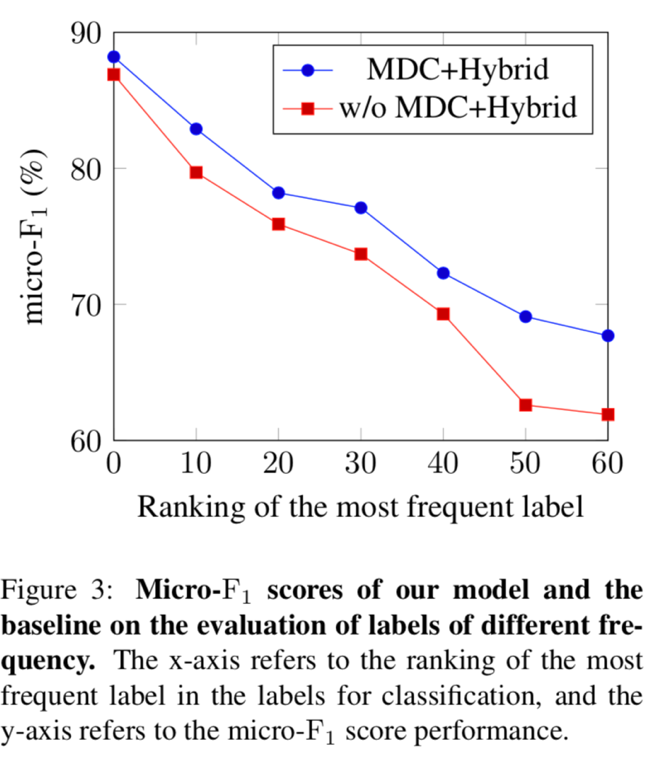 90
80
70
60
micro-F₁ (%)
MDC+Hybrid
w/o MDC+Hybrid
0 10 20 30 40 50 60
Ranking of the most frequent label
Figure 3: Micro-F₁ scores of our model and the
baseline on the evaluation of labels of different fre-
quency. The x-axis refers to the ranking of the most
frequent label in the labels for classification, and the
y-axis refers to the micro-F₁ score performance.